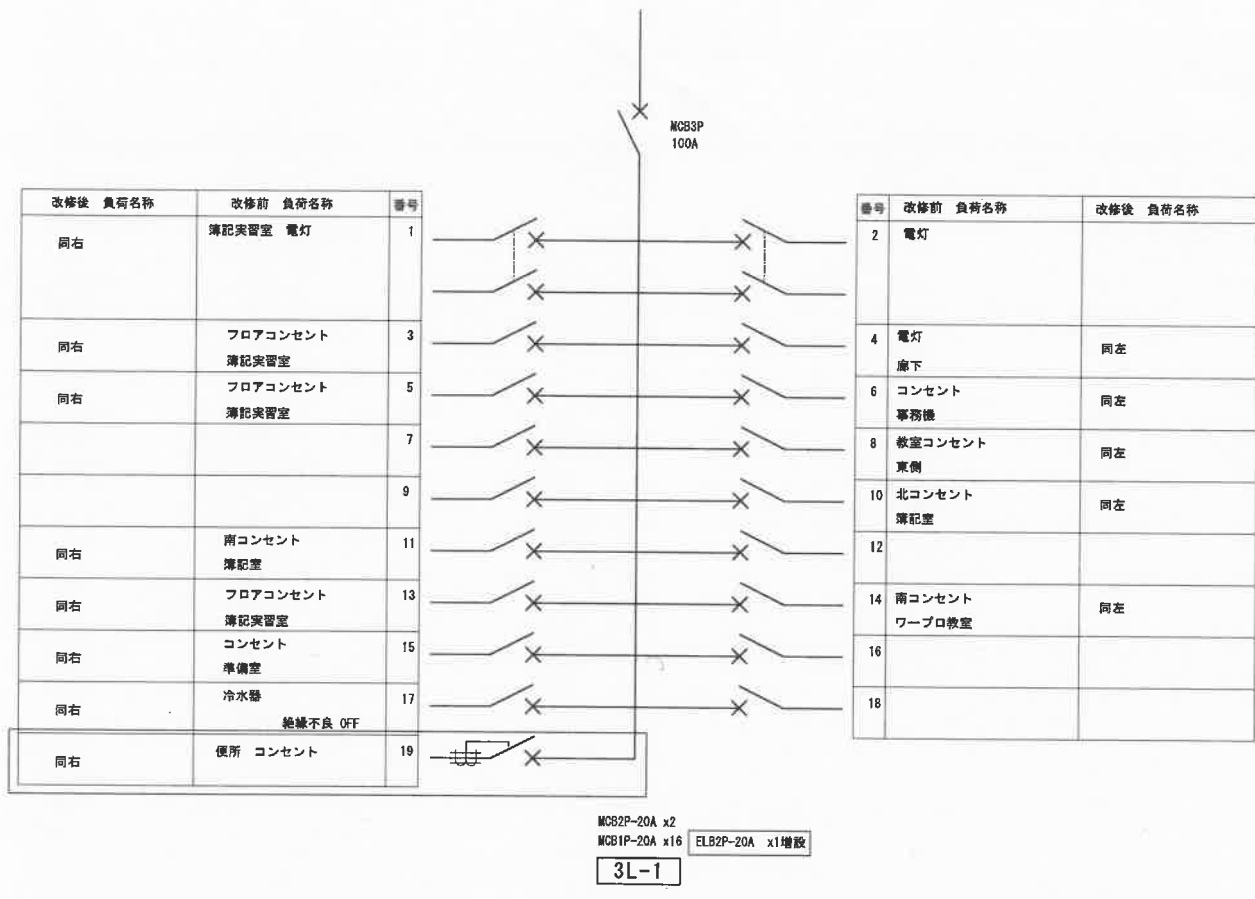 MCB3P
100A
改修後 負荷名称 改修前 負荷名称 番号
同右 簿記実習室 電灯 1
同右 フロアコンセント 3
簿記実習室
同右 フロアコンセント 5
簿記実習室
7
9
同右 南コンセント 11
簿記室
同右 フロアコンセント 13
簿記実習室
同右 コンセント 15
準備室
同右 冷水器 17
絶縁不良 OFF
同右 便所 コンセント 19
番号 改修前 負荷名称 改修後 負荷名称
2 電灯
4 電灯 同左
廊下
6 コンセント 同左
事務機
8 教室コンセント 同左
東側
10 北コンセント 同左
簿記室
12
14 南コンセント 同左
ワープロ教室
16
18
MCB2P-20A x2
MCB1P-20A x16 ELB2P-20A x1増設
3L-1